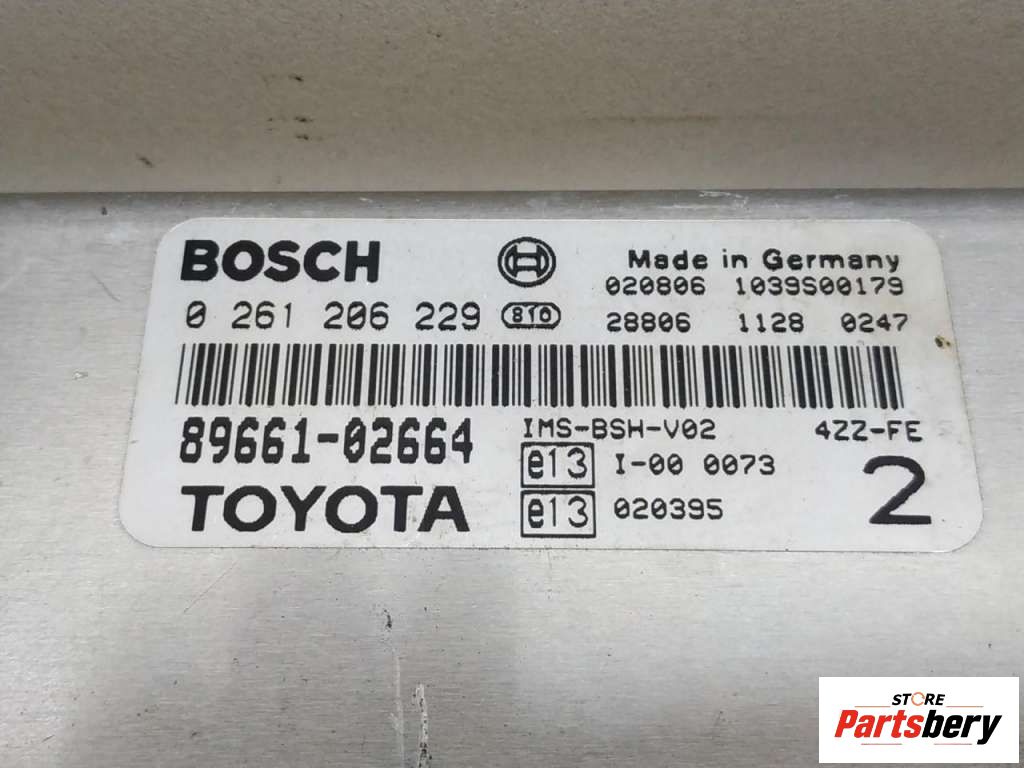 BOSCH
Made in Germany
020806 1039S00179
0 261 206 229 810
28806 1128 0247
89661-02664
IMS-BSH-V02 4ZZ-FE
e13 I-00 0073
TOYOTA
e13 020395
2
STORE
Partsbery